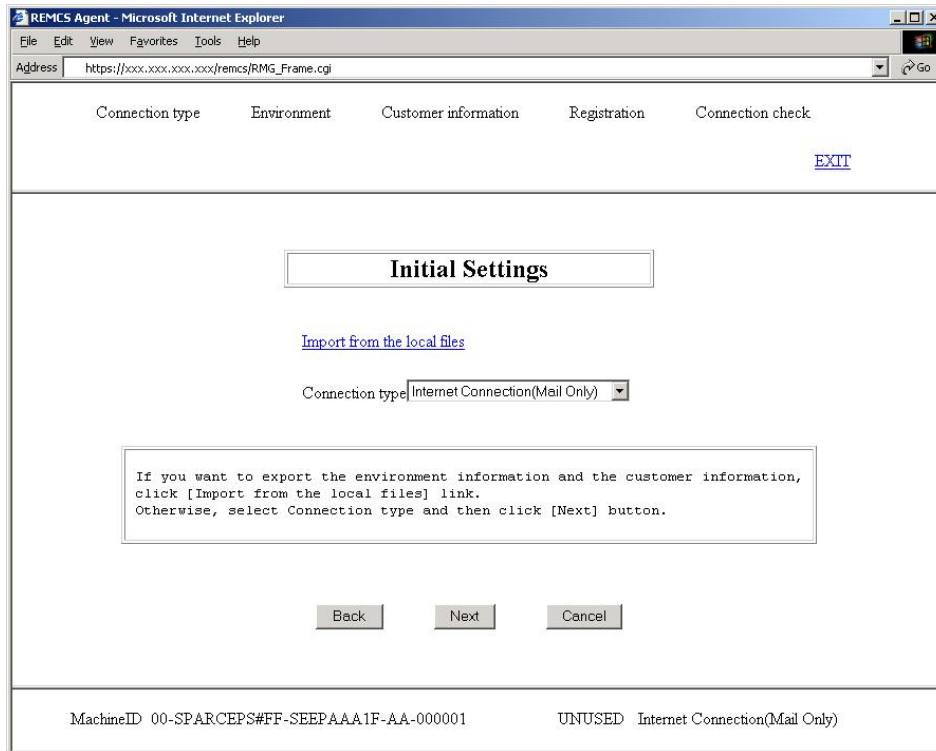 REMCS Agent - Microsoft Internet Explorer
File Edit View Favorites Tools Help
Address https://xxx.xxx.xxx.xxx/remcs/RMG_Frame.cgi Go
Connection type Environment Customer information Registration Connection check
EXIT
Initial Settings
Import from the local files
Connection type Internet Connection(Mail Only)
If you want to export the environment information and the customer information,
click [Import from the local files] link.
Otherwise, select Connection type and then click [Next] button.
Back Next Cancel
MachineID 00-SPARCEPS#FF-SEEPAAA1F-AA-000001 UNUSED Internet Connection(Mail Only)